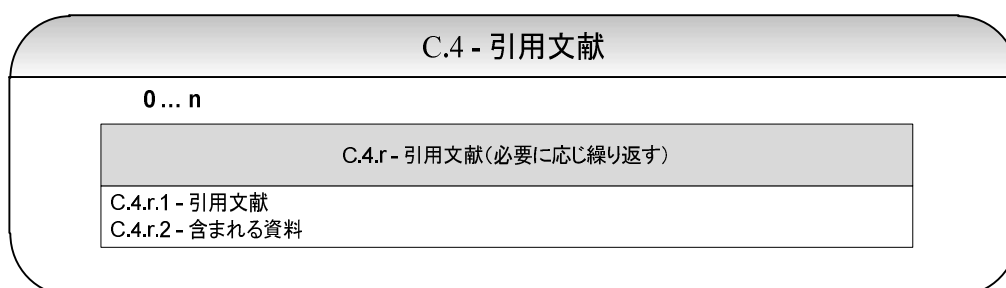 C.4 - 引用文献
0 ... n
C.4.r - 引用文献(必要に応じ繰り返す)
C.4.r.1 - 引用文献
C.4.r.2 - 含まれる資料